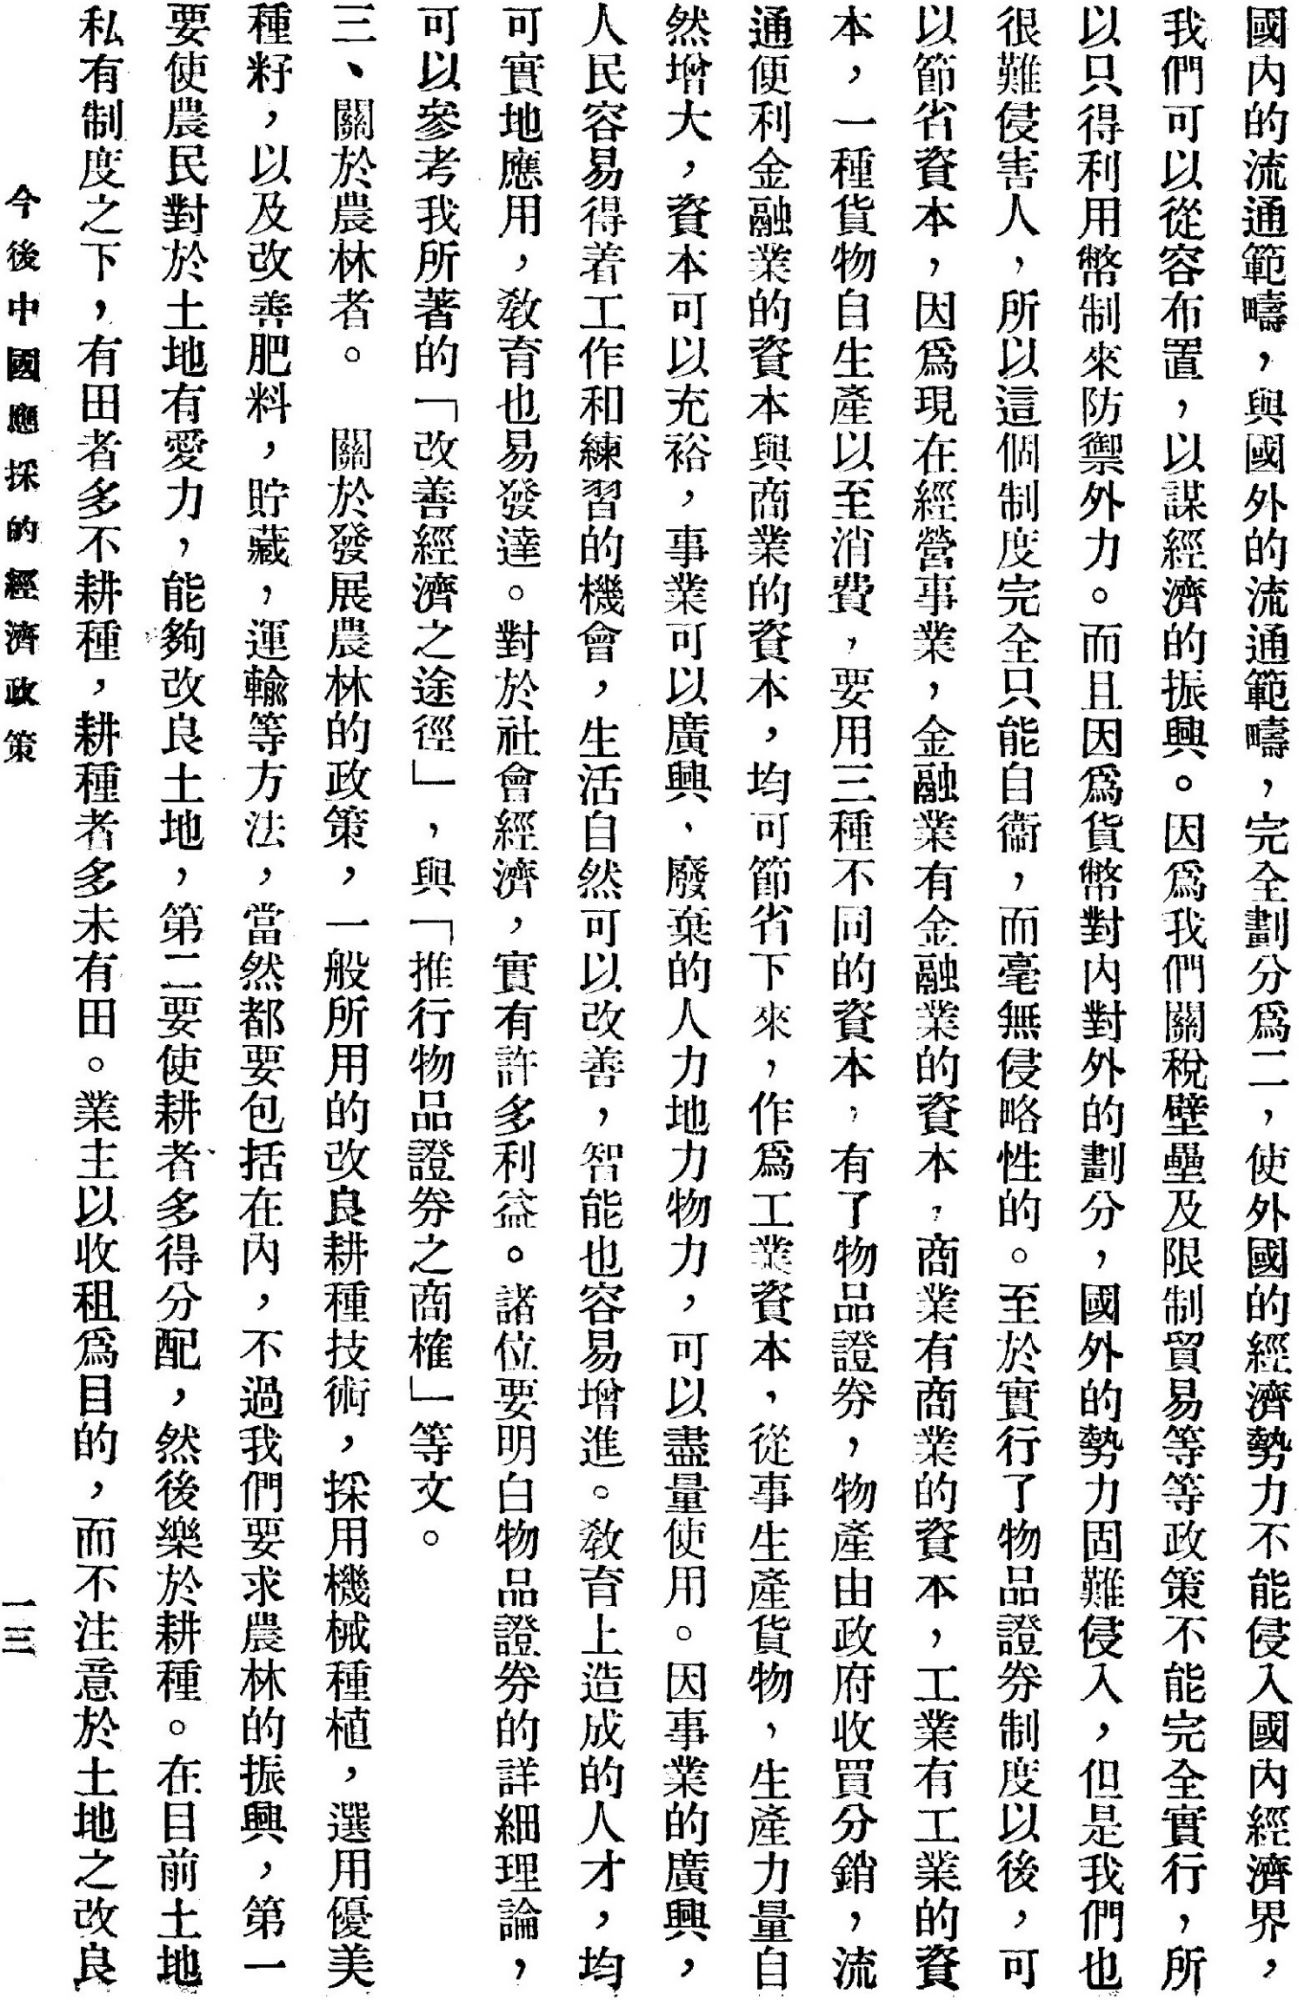 國內的流通範疇，與國外的流通範疇，完全劃分爲二，使外國的經濟勢力不能侵入國內經濟界，
我們可以從容布置，以謀經濟的振興。因爲我們關稅壁壘及限制貿易等等政策不能完全實行，所
以只得利用幣制來防禦外力。而且因爲貨幣對內對外的劃分，國外的勢力固難侵入，但是我們也
很難侵害人，所以這個制度完全只能自衞，而毫無侵略性的。至於實行了物品證券制度以後，可
以節省資本，因爲現在經營事業，金融業有金融業的資本，商業有商業的資本，工業有工業的資
本，一種貨物自生產以至消費，要用三種不同的資本，有了物品證券，物產由政府收買分銷，流
通便利金融業的資本與商業的資本，均可節省下來，作爲工業資本，從事生產貨物，生產力量自
然增大，資本可以充裕，事業可以廣興，廢棄的人力地力物力，可以盡量使用。因事業的廣興，
人民容易得着工作和練習的機會，生活自然可以改善，智能也容易增進。敎育上造成的人才，均
可實地應用，敎育也易發達。對於社會經濟，實有許多利益。諸位要明白物品證券的詳細理論，
可以參考我所著的「改善經濟之途徑」，與「推行物品證券之商榷」等文。
三、關於農林者。　關於發展農林的政策，一般所用的改良耕種技術，採用機械種植，選用優美
種籽，以及改善肥料，貯藏，運輸等方法，當然都要包括在內，不過我們要求農林的振興，第一
要使農民對於土地有愛力，能夠改良土地，第二要使耕者多得分配，然後樂於耕種。在目前土地
私有制度之下，有田者多不耕種，耕種者多未有田。業主以收租爲目的，而不注意於土地之改良
今後中國應採的經濟政策
一三